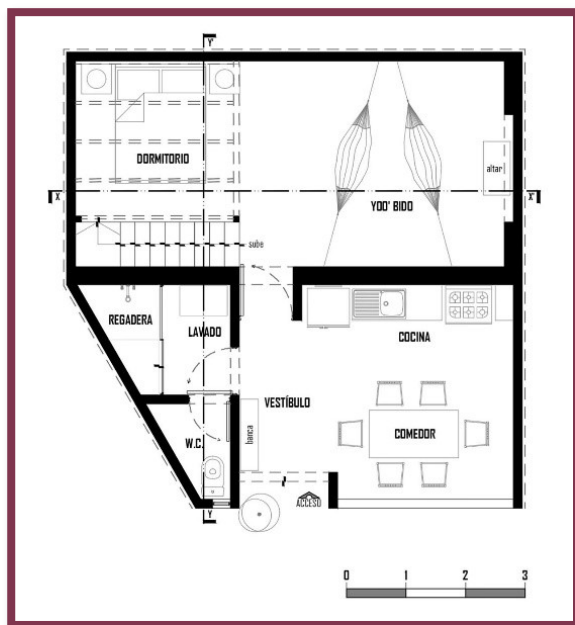 Y'
DORMITORIO
altar
X
X'
YOO' BIDO
sube
REGADERA
LAVADO
COCINA
VESTÍBULO
banca
COMEDOR
W.C.
ACCESO
Y
0 1 2 3